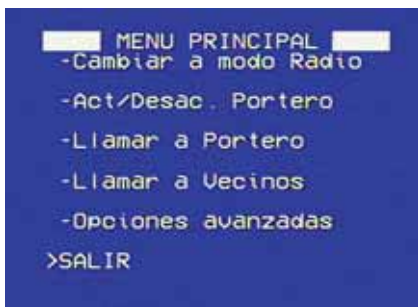 MENU PRINCIPAL
-Cambiar a modo Radio
-Act/Desac. Portero
-Llamar a Portero
-Llamar a Vecinos
-Opciones avanzadas
>SALIR